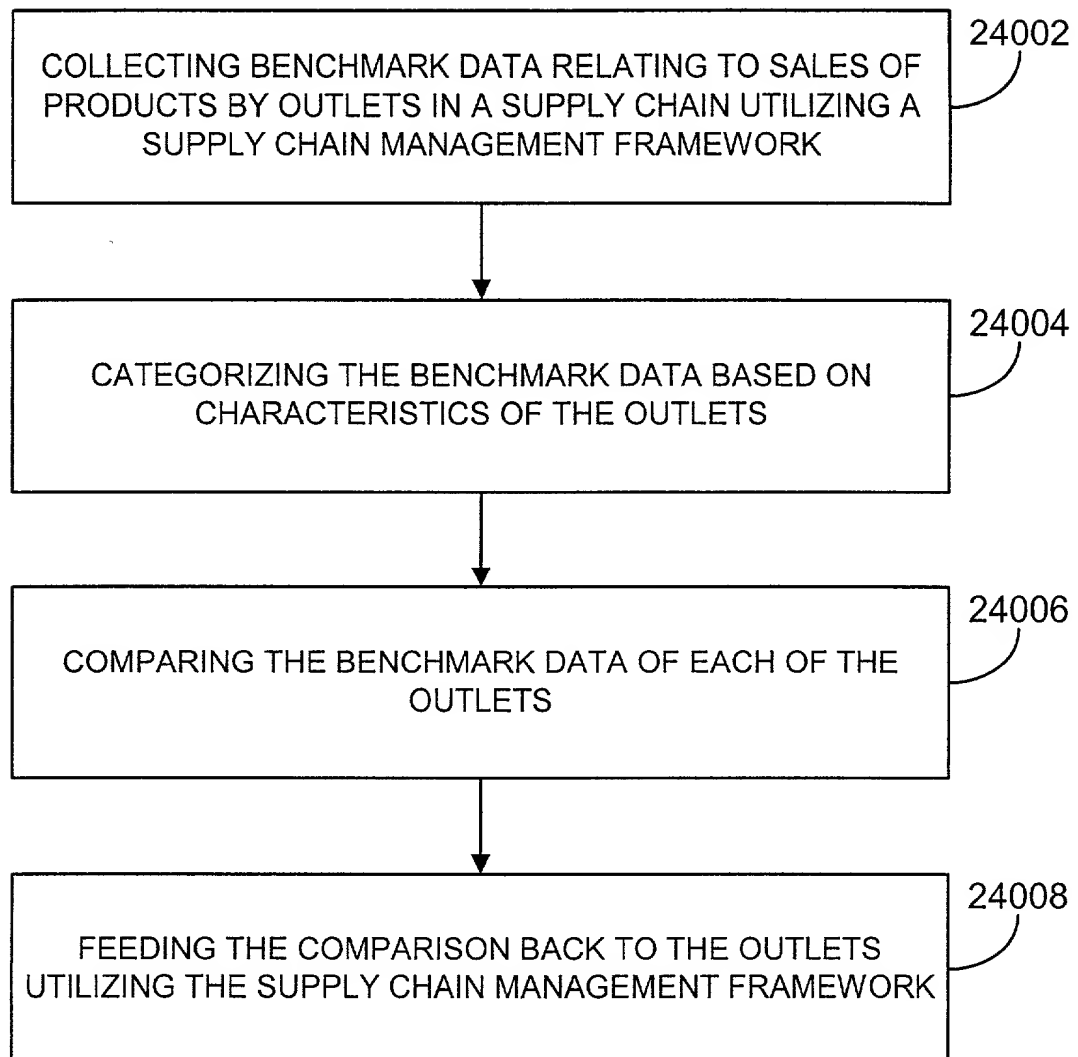 24002
COLLECTING BENCHMARK DATA RELATING TO SALES OF
PRODUCTS BY OUTLETS IN A SUPPLY CHAIN UTILIZING A
SUPPLY CHAIN MANAGEMENT FRAMEWORK
24004
CATEGORIZING THE BENCHMARK DATA BASED ON
CHARACTERISTICS OF THE OUTLETS
24006
COMPARING THE BENCHMARK DATA OF EACH OF THE
OUTLETS
24008
FEEDING THE COMPARISON BACK TO THE OUTLETS
UTILIZING THE SUPPLY CHAIN MANAGEMENT FRAMEWORK